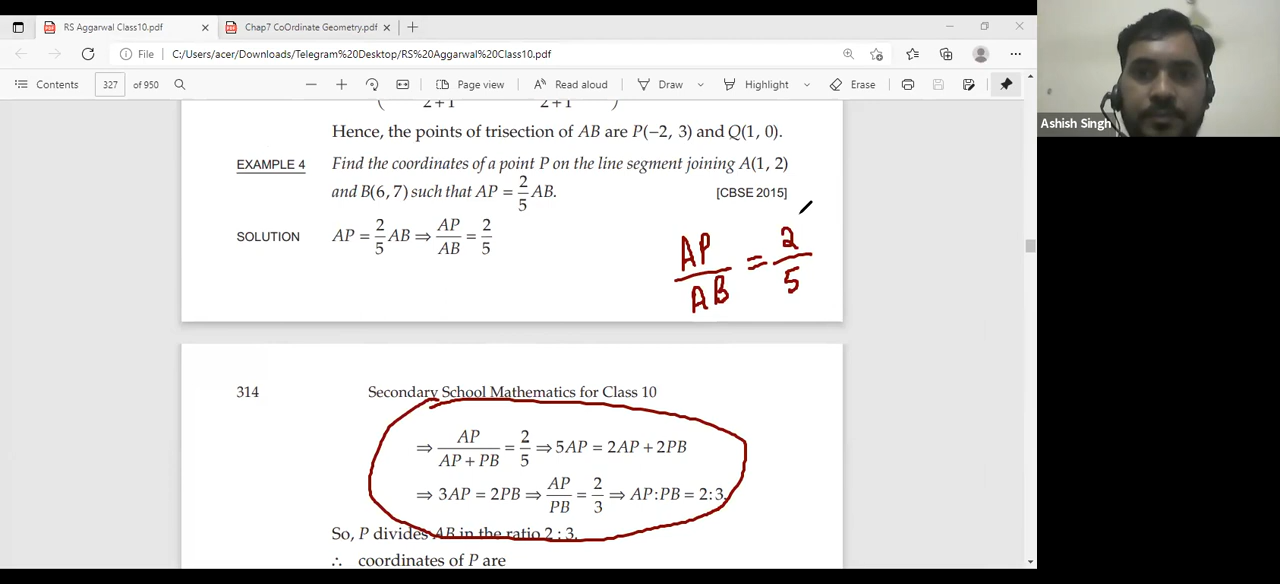 RS Aggarwal Class10.pdf
Chap7 CoOrdinate Geometry.pdf
File
C:/Users/acer/Downloads/Telegram%20Desktop/RS%20Aggarwal%20Class10.pdf
Contents 327 of 950 Page view Read aloud Draw Highlight Erase
Ashish Singh
( 2+1 2+1 )
Hence, the points of trisection of AB are P(−2, 3) and Q(1, 0).
EXAMPLE 4 Find the coordinates of a point P on the line segment joining A(1, 2)
and B(6, 7) such that AP = 2/5 AB. [CBSE 2015]
SOLUTION AP = 2/5 AB ⇒ AP/AB = 2/5
AP/AB = 2/5
314 Secondary School Mathematics for Class 10
⇒ AP/(AP + PB) = 2/5 ⇒ 5AP = 2AP + 2PB
⇒ 3AP = 2PB ⇒ AP/PB = 2/3 ⇒ AP:PB = 2:3.
So, P divides AB in the ratio 2 : 3.
∴ coordinates of P are